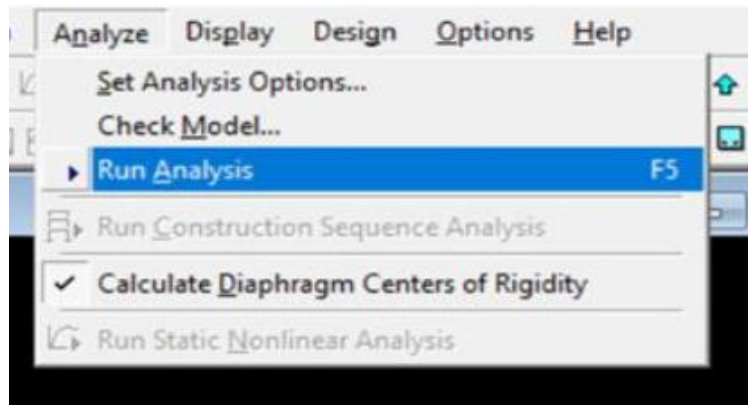 Analyze Display Design Options Help
Set Analysis Options...
Check Model...
Run Analysis F5
Run Construction Sequence Analysis
Calculate Diaphragm Centers of Rigidity
Run Static Nonlinear Analysis